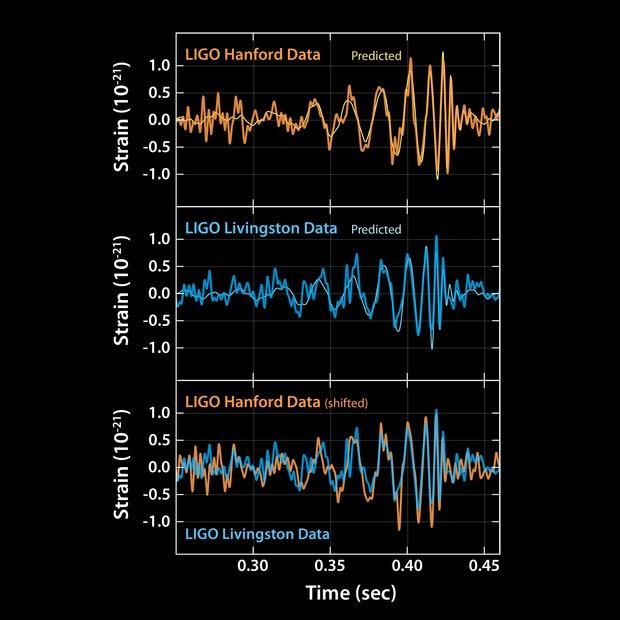 LIGO Hanford Data Predicted
1.0
0.5
0.0
-0.5
-1.0
Strain (10-21)
LIGO Livingston Data Predicted
1.0
0.5
0.0
-0.5
-1.0
Strain (10-21)
LIGO Hanford Data (shifted)
1.0
0.5
0.0
-0.5
-1.0
Strain (10-21)
LIGO Livingston Data
0.30 0.35 0.40 0.45
Time (sec)